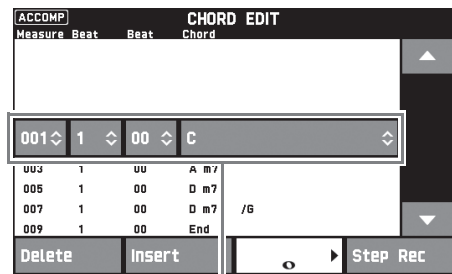 ACCOMP CHORD EDIT
Measure Beat Beat Chord
001 1 00 C
003 1 00 A m7
005 1 00 D m7
007 1 00 D m7 /G
009 1 00 End
Delete Insert Step Rec